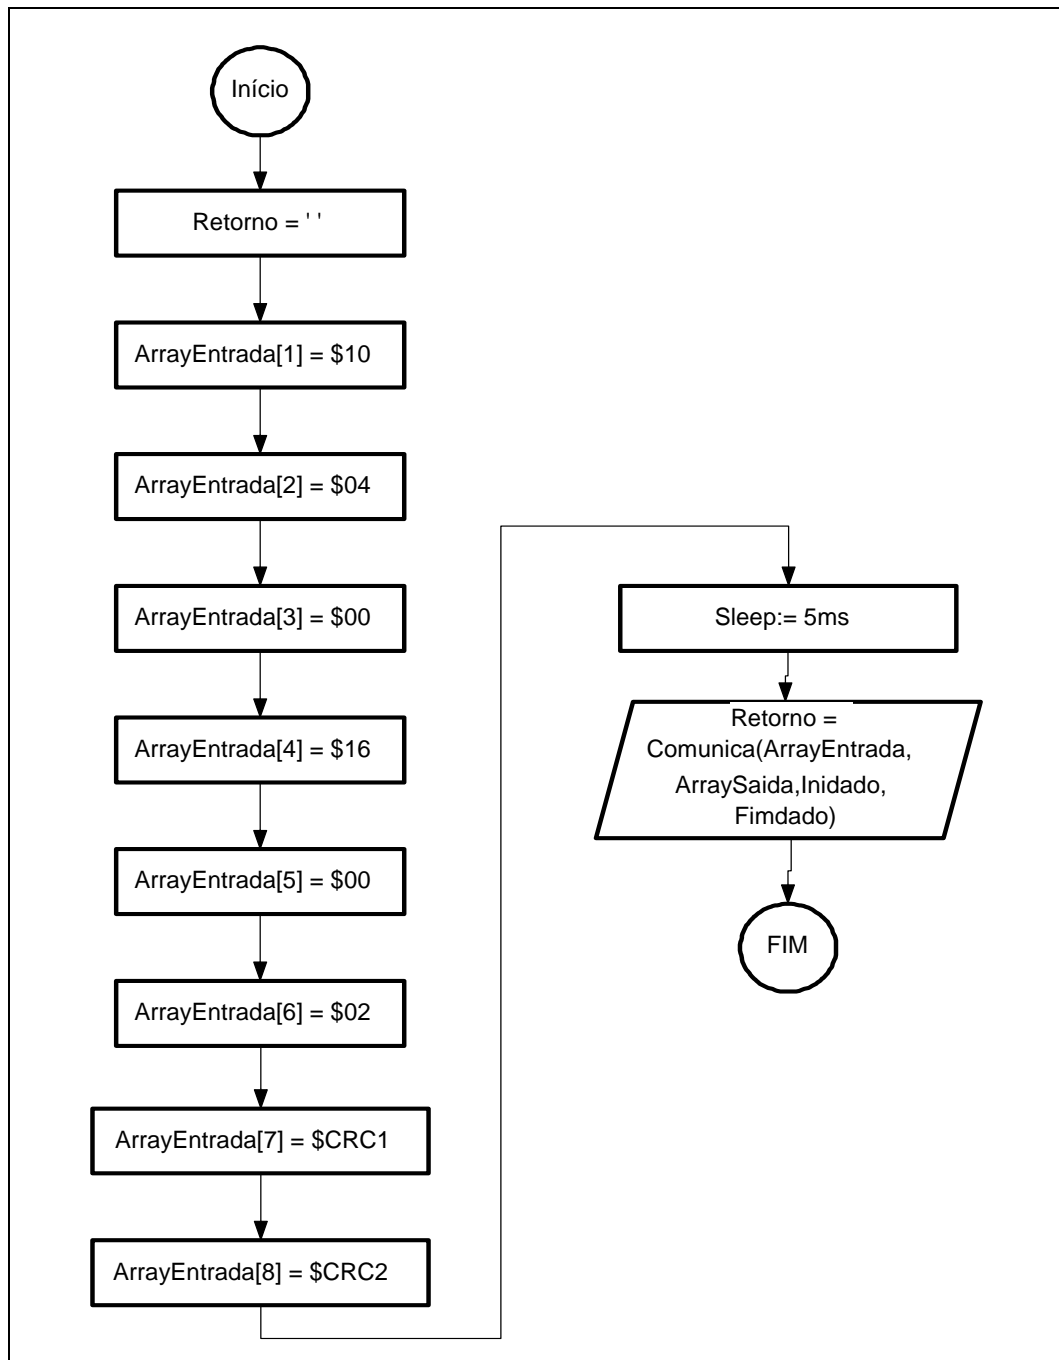 Início
Retorno = ' '
ArrayEntrada[1] = $10
ArrayEntrada[2] = $04
ArrayEntrada[3] = $00
ArrayEntrada[4] = $16
ArrayEntrada[5] = $00
ArrayEntrada[6] = $02
ArrayEntrada[7] = $CRC1
ArrayEntrada[8] = $CRC2
Sleep:= 5ms
Retorno =
Comunica(ArrayEntrada,
ArraySaida,Inidado,
Fimdado)
FIM